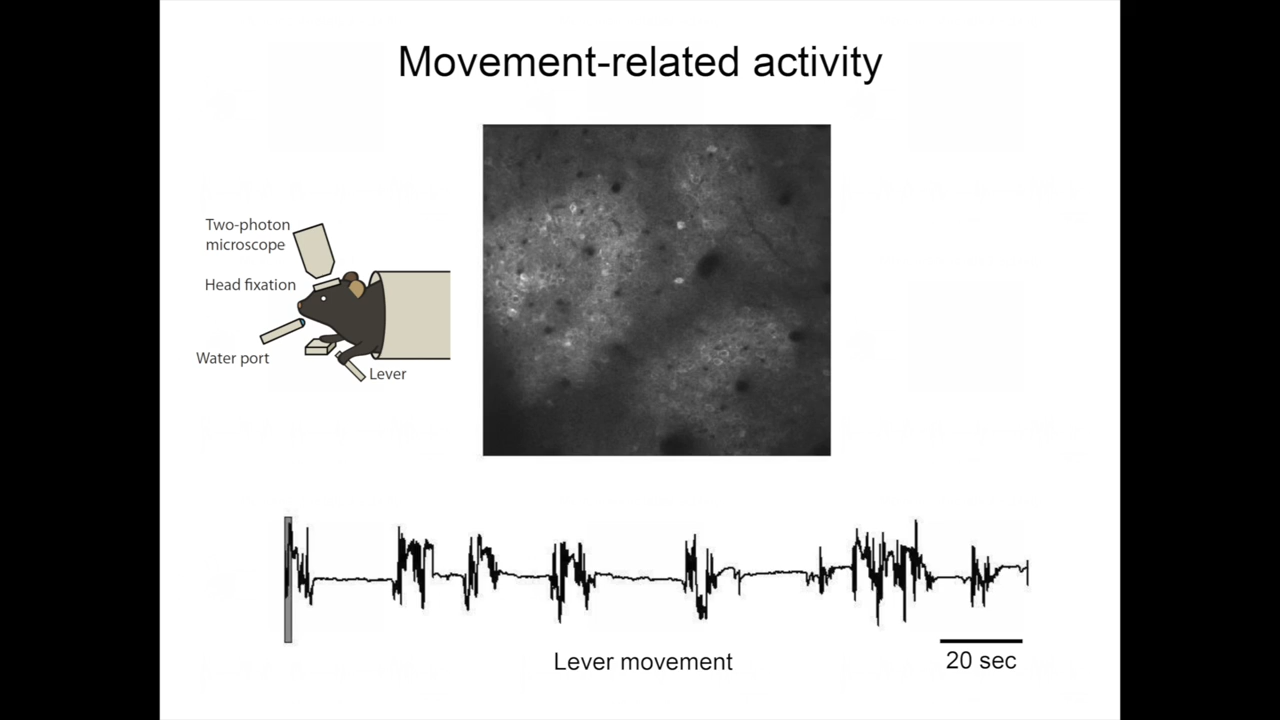 Movement-related activity
Two-photon
microscope
Head fixation
Water port
Lever
Lever movement
20 sec